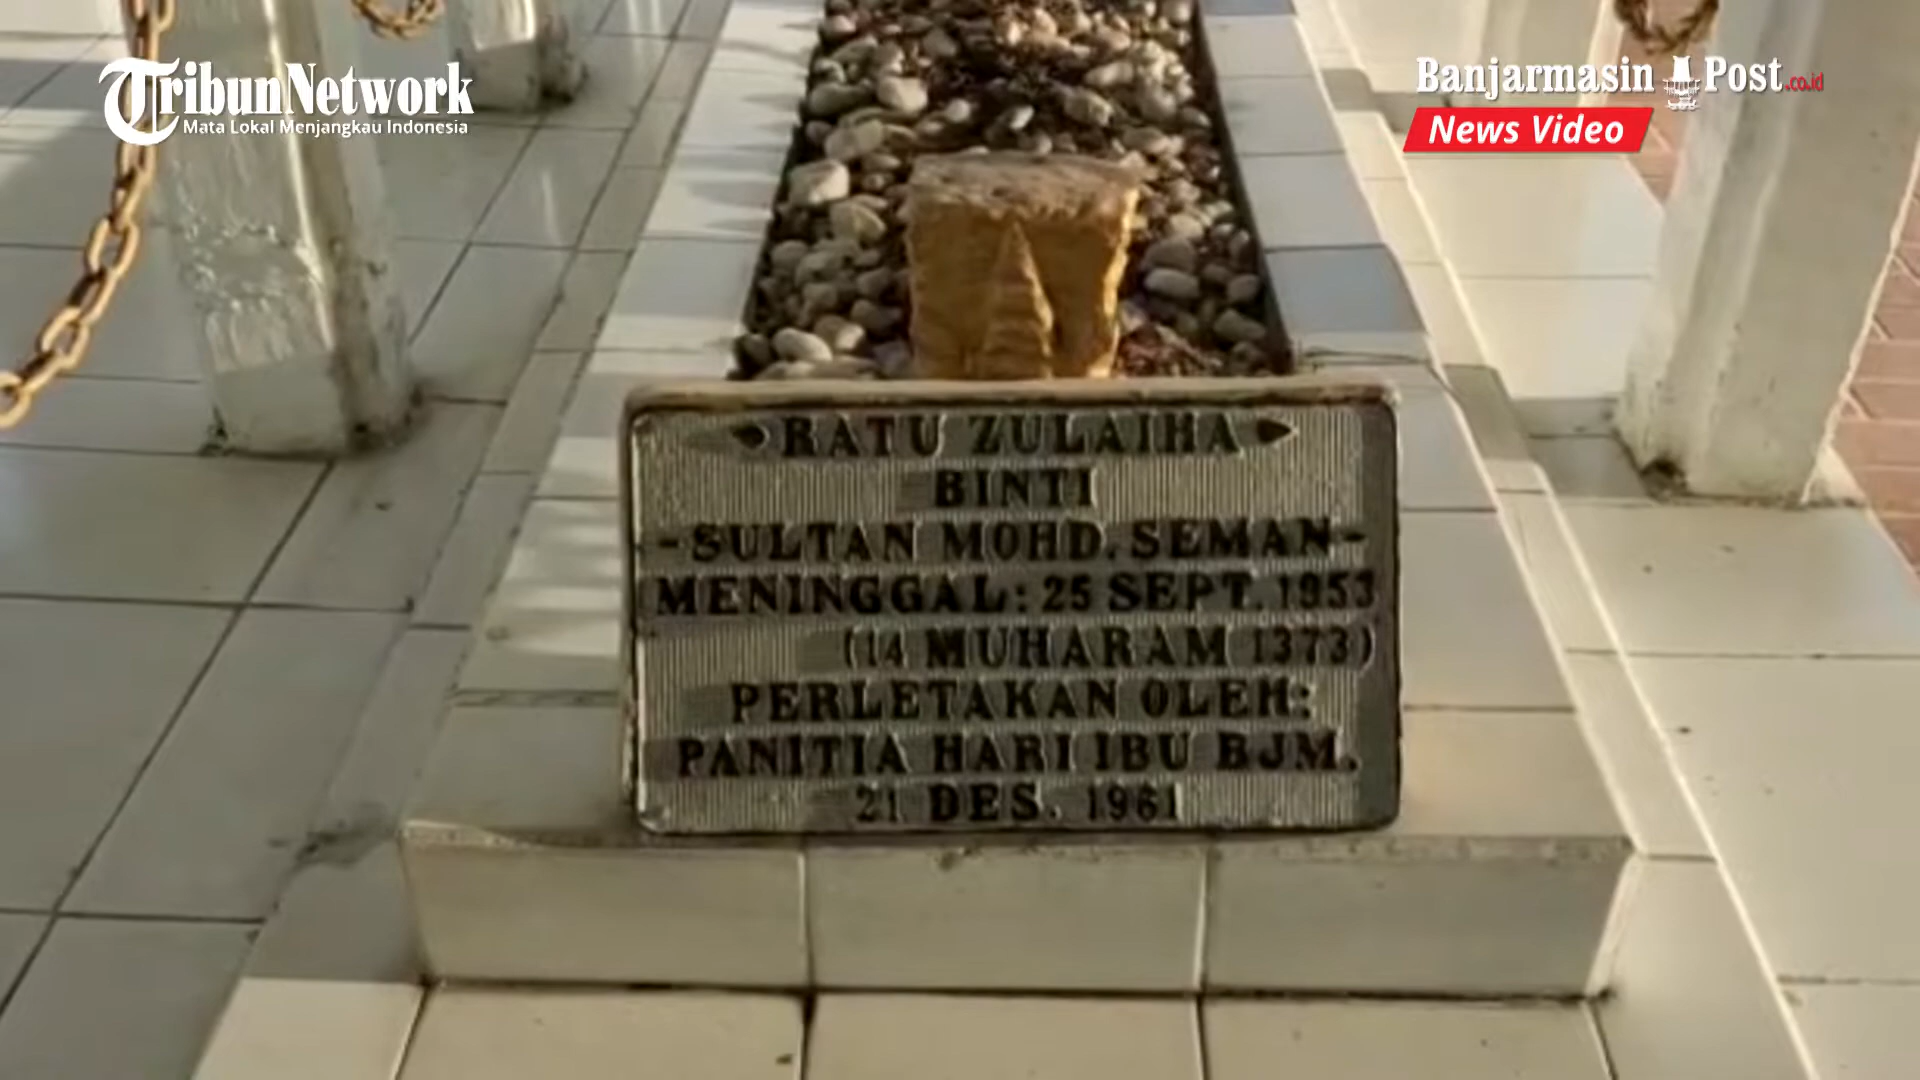 TribunNetwork
Mata Lokal Menjangkau Indonesia
Banjarmasin Post.co.id
News Video
RATU ZULAIHA
BINTI
-SULTAN MOHD. SEMAN-
MENINGGAL: 25 SEPT. 1953
(14 MUHARAM 1373)
PERLETAKAN OLEH:
PANITIA HARI IBU BJM.
21 DES. 1961